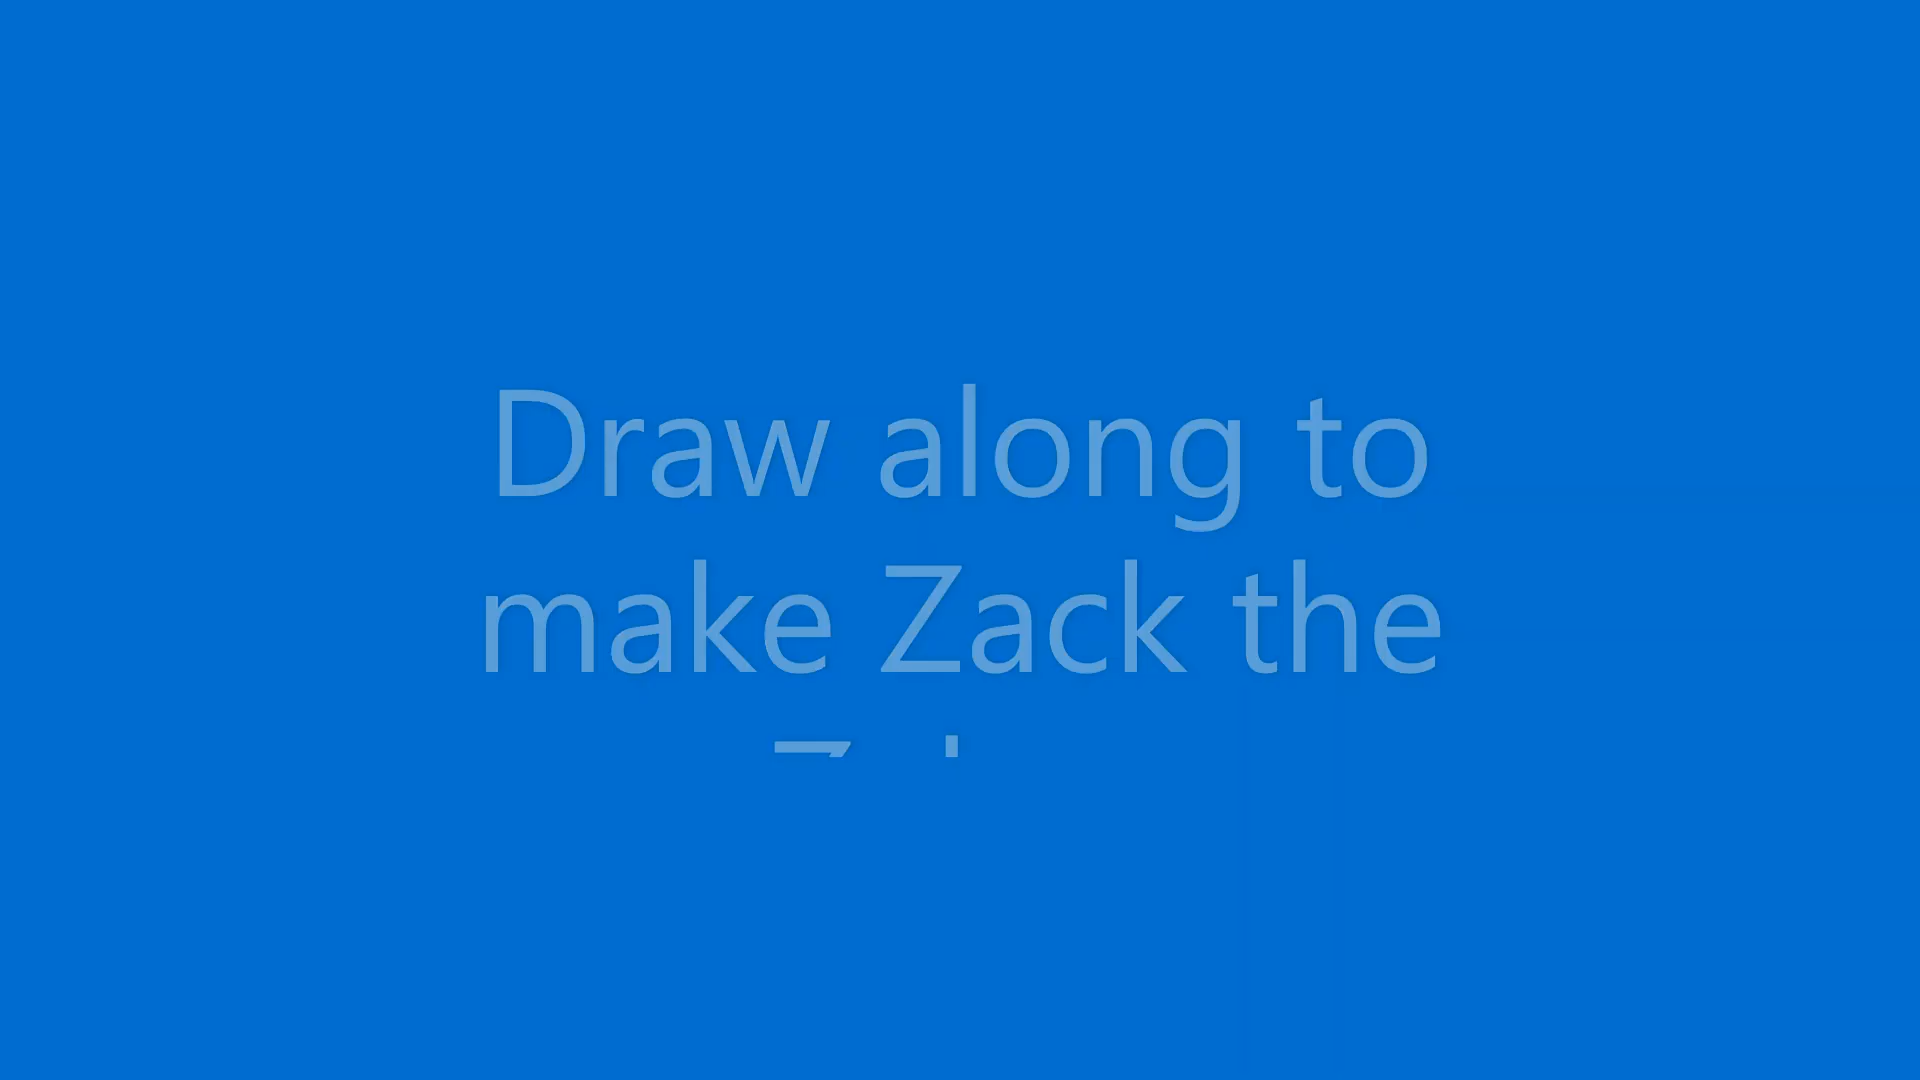 Draw along to
make Zack the